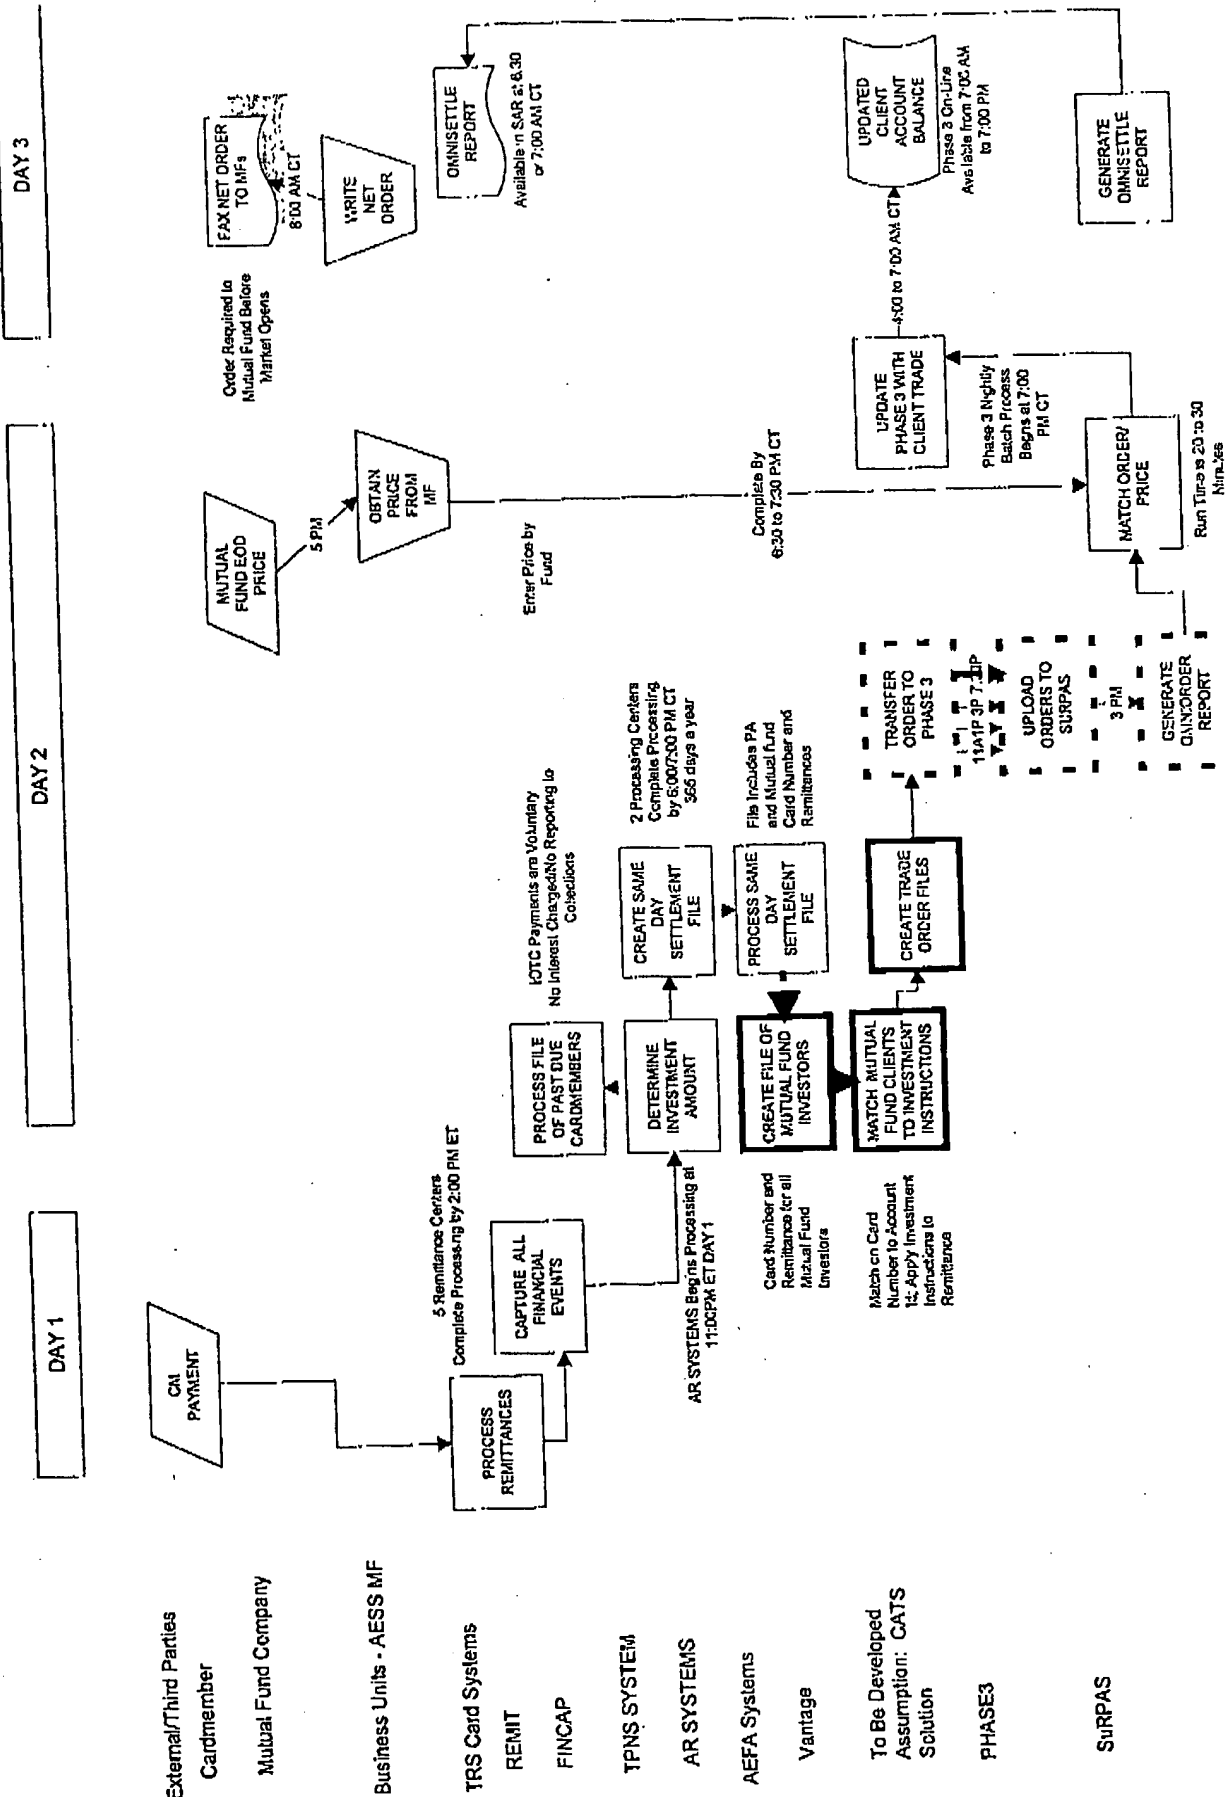 DAY 1
DAY 2
DAY 3
External/Third Parties
Cardmember
Mutual Fund Company
Business Units - AESS MF
TRS Card Systems
REMIT
FINCAP
TPNS SYSTEM
AR SYSTEMS
AEFA Systems
Vantage
To Be Developed
Assumption: CATS
Solution
PHASE3
SuRPAS
CM
PAYMENT
5 Remittance Centers
Complete Processing by 2:00 PM ET
PROCESS
REMITTANCES
CAPTURE ALL
FINANCIAL
EVENTS
AR SYSTEMS Begins Processing at
11:00PM ET DAY 1
PROCESS FILE
OF PAST DUE
CARDMEMBERS
IOTC Payments are Voluntary
No Interest Charged/No Reporting to
Collections
DETERMINE
INVESTMENT
AMOUNT
CREATE SAME
DAY
SETTLEMENT
FILE
2 Processing Centers
Complete Processing
by 6:00/7:00 PM CT
365 days a year
PROCESS SAME
DAY
SETTLEMENT
FILE
File Includes PA
and Mutual fund
Card Number and
Remittances
CREATE FILE OF
MUTUAL FUND
INVESTORS
Card Number and
Remittance for all
Mutual Fund
Investors
MATCH MUTUAL
FUND CLIENTS
TO INVESTMENT
INSTRUCTIONS
Match on Card
Number to Account
Id; Apply Investment
Instructions to
Remittance
CREATE TRADE
ORDER FILES
TRANSFER
ORDER TO
PHASE 3
11A1P 3P
UPLOAD
ORDERS TO
SURPAS
3 PM
GENERATE
OMNIORDER
REPORT
MUTUAL
FUND EOD
PRICE
5 PM
OBTAIN
PRICE
FROM
MF
Enter Price by
Fund
Complete By
6:30 to 7:30 PM CT
MATCH ORDER/
PRICE
Run Time is 20 to 30
Minutes
Phase 3 Nightly
Batch Process
Begins at 7:00
PM CT
UPDATE
PHASE 3 WITH
CLIENT TRADE
4:00 to 7:00 AM CT
UPDATED
CLIENT
ACCOUNT
BALANCE
Phase 3 On-Line
Available from 7:00 AM
to 7:00 PM
GENERATE
OMNISETTLE
REPORT
OMNISETTLE
REPORT
Available in SAR at 6:30
or 7:00 AM CT
WRITE
NET
ORDER
8:00 AM CT
FAX NET ORDER
TO MFs
Order Required to
Mutual Fund Before
Market Opens